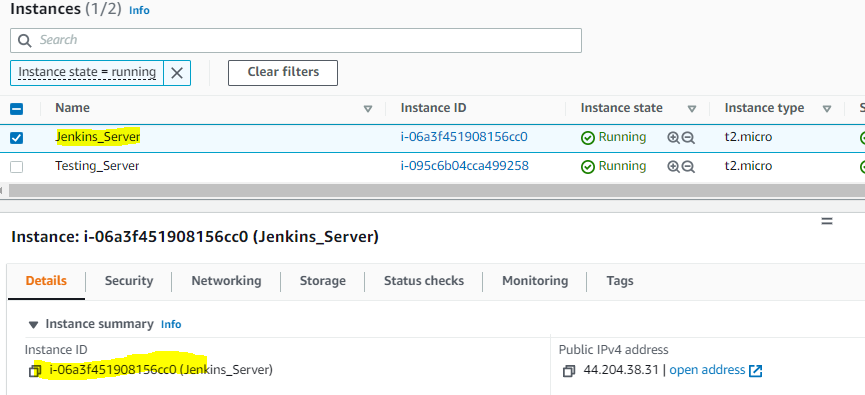 Instances (1/2) Info
Search
Instance state = running
Clear filters
Name Instance ID Instance state Instance type
Jenkins_Server i-06a3f451908156cc0 Running t2.micro
Testing_Server i-095c6b04cca499258 Running t2.micro
Instance: i-06a3f451908156cc0 (Jenkins_Server)
Details Security Networking Storage Status checks Monitoring Tags
Instance summary Info
Instance ID Public IPv4 address
i-06a3f451908156cc0 (Jenkins_Server) 44.204.38.31 | open address